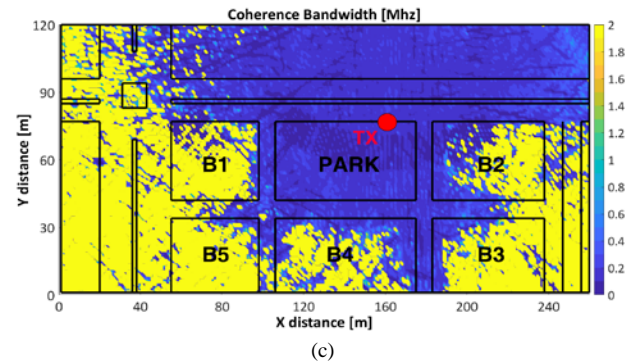 Coherence Bandwidth [Mhz]
120
90
60
30
0
Y distance [m]
TX
B1
PARK
B2
B5
B4
B3
0
40
80
120
160
200
240
X distance [m]
2
1.8
1.6
1.4
1.2
1
0.8
0.6
0.4
0.2
0
(c)